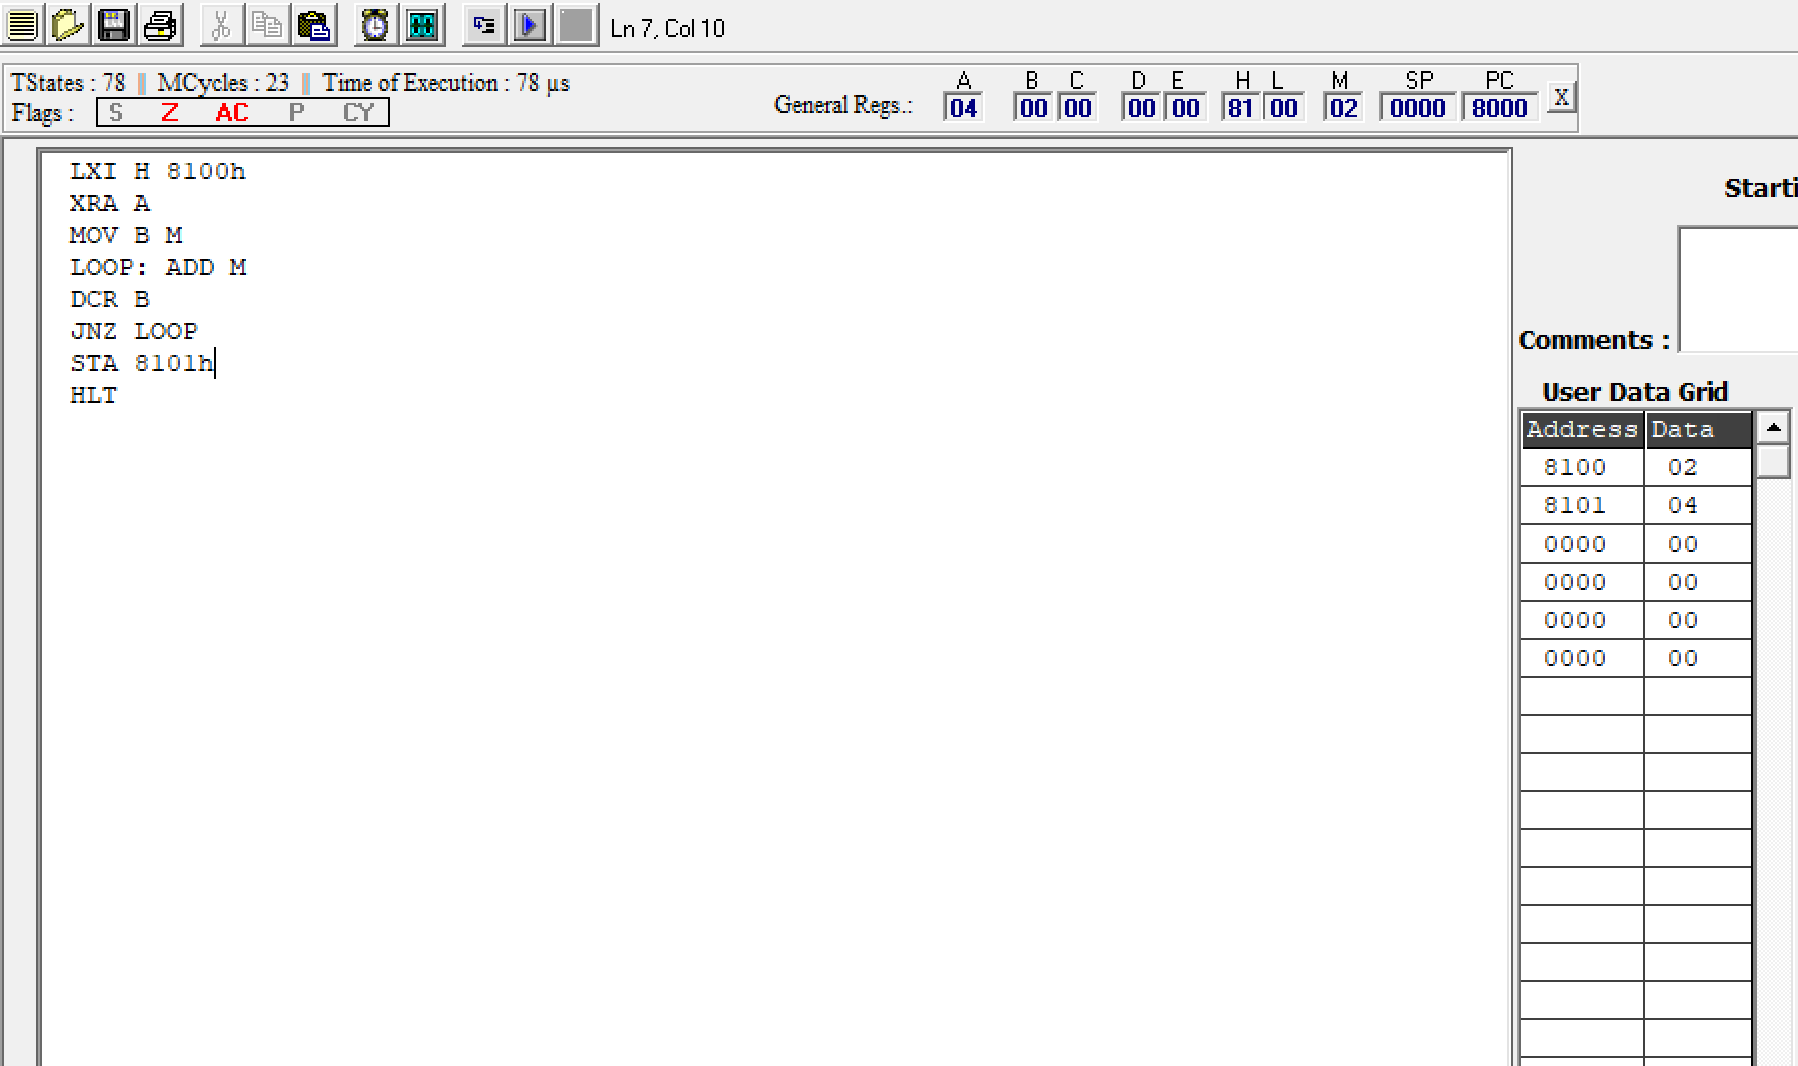 Ln 7, Col 10
TStates : 78 || MCycles : 23 || Time of Execution : 78 µs
Flags : S Z AC P CY
General Regs.: A B C D E H L M SP PC
04 00 00 00 00 81 00 02 0000 8000 X
LXI H 8100h
XRA A
MOV B M
LOOP: ADD M
DCR B
JNZ LOOP
STA 8101h
HLT
Starti
Comments :
User Data Grid
Address Data
8100 02
8101 04
0000 00
0000 00
0000 00
0000 00